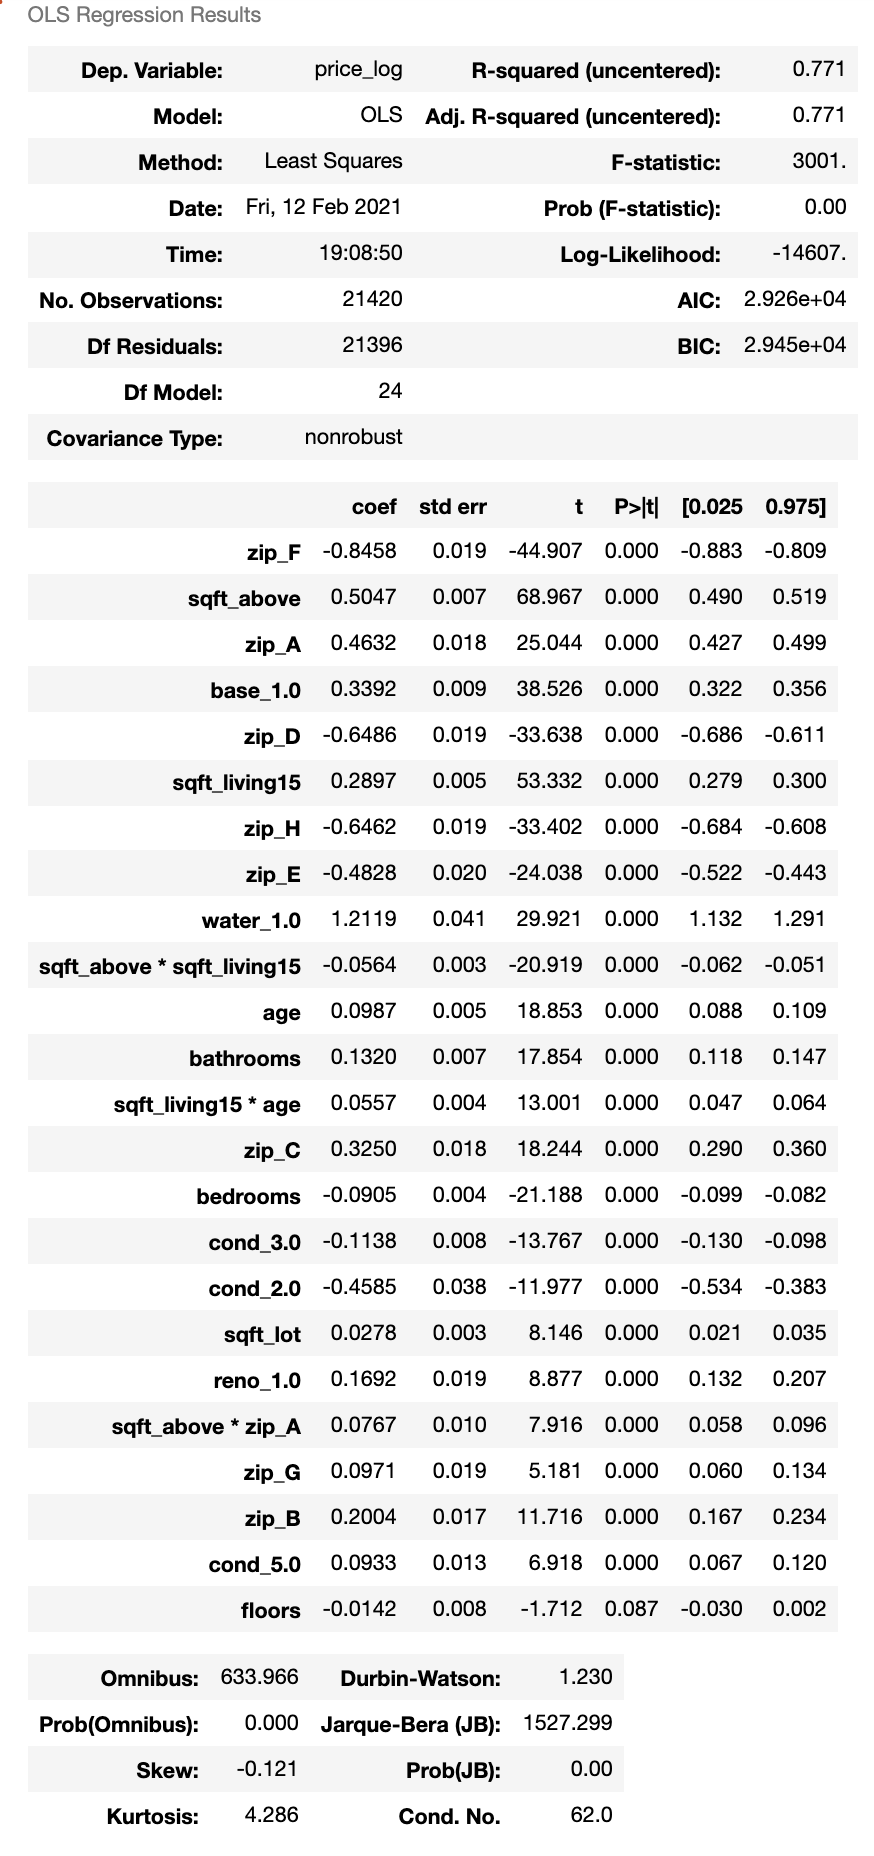 OLS Regression Results
Dep. Variable: price_log R-squared (uncentered): 0.771
Model: OLS Adj. R-squared (uncentered): 0.771
Method: Least Squares F-statistic: 3001.
Date: Fri, 12 Feb 2021 Prob (F-statistic): 0.00
Time: 19:08:50 Log-Likelihood: -14607.
No. Observations: 21420 AIC: 2.926e+04
Df Residuals: 21396 BIC: 2.945e+04
Df Model: 24
Covariance Type: nonrobust
coef std err t P>|t| [0.025 0.975]
zip_F -0.8458 0.019 -44.907 0.000 -0.883 -0.809
sqft_above 0.5047 0.007 68.967 0.000 0.490 0.519
zip_A 0.4632 0.018 25.044 0.000 0.427 0.499
base_1.0 0.3392 0.009 38.526 0.000 0.322 0.356
zip_D -0.6486 0.019 -33.638 0.000 -0.686 -0.611
sqft_living15 0.2897 0.005 53.332 0.000 0.279 0.300
zip_H -0.6462 0.019 -33.402 0.000 -0.684 -0.608
zip_E -0.4828 0.020 -24.038 0.000 -0.522 -0.443
water_1.0 1.2119 0.041 29.921 0.000 1.132 1.291
sqft_above * sqft_living15 -0.0564 0.003 -20.919 0.000 -0.062 -0.051
age 0.0987 0.005 18.853 0.000 0.088 0.109
bathrooms 0.1320 0.007 17.854 0.000 0.118 0.147
sqft_living15 * age 0.0557 0.004 13.001 0.000 0.047 0.064
zip_C 0.3250 0.018 18.244 0.000 0.290 0.360
bedrooms -0.0905 0.004 -21.188 0.000 -0.099 -0.082
cond_3.0 -0.1138 0.008 -13.767 0.000 -0.130 -0.098
cond_2.0 -0.4585 0.038 -11.977 0.000 -0.534 -0.383
sqft_lot 0.0278 0.003 8.146 0.000 0.021 0.035
reno_1.0 0.1692 0.019 8.877 0.000 0.132 0.207
sqft_above * zip_A 0.0767 0.010 7.916 0.000 0.058 0.096
zip_G 0.0971 0.019 5.181 0.000 0.060 0.134
zip_B 0.2004 0.017 11.716 0.000 0.167 0.234
cond_5.0 0.0933 0.013 6.918 0.000 0.067 0.120
floors -0.0142 0.008 -1.712 0.087 -0.030 0.002
Omnibus: 633.966 Durbin-Watson: 1.230
Prob(Omnibus): 0.000 Jarque-Bera (JB): 1527.299
Skew: -0.121 Prob(JB): 0.00
Kurtosis: 4.286 Cond. No. 62.0